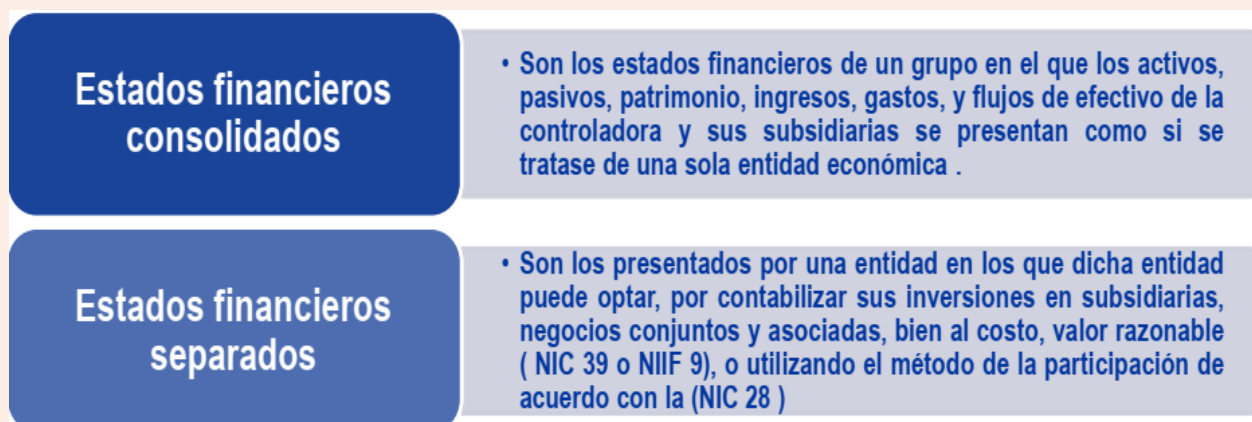 Estados financieros
consolidados
• Son los estados financieros de un grupo en el que los activos,
pasivos, patrimonio, ingresos, gastos, y flujos de efectivo de la
controladora y sus subsidiarias se presentan como si se
tratase de una sola entidad económica .
Estados financieros
separados
• Son los presentados por una entidad en los que dicha entidad
puede optar, por contabilizar sus inversiones en subsidiarias,
negocios conjuntos y asociadas, bien al costo, valor razonable
( NIC 39 o NIIF 9), o utilizando el método de la participación de
acuerdo con la (NIC 28 )